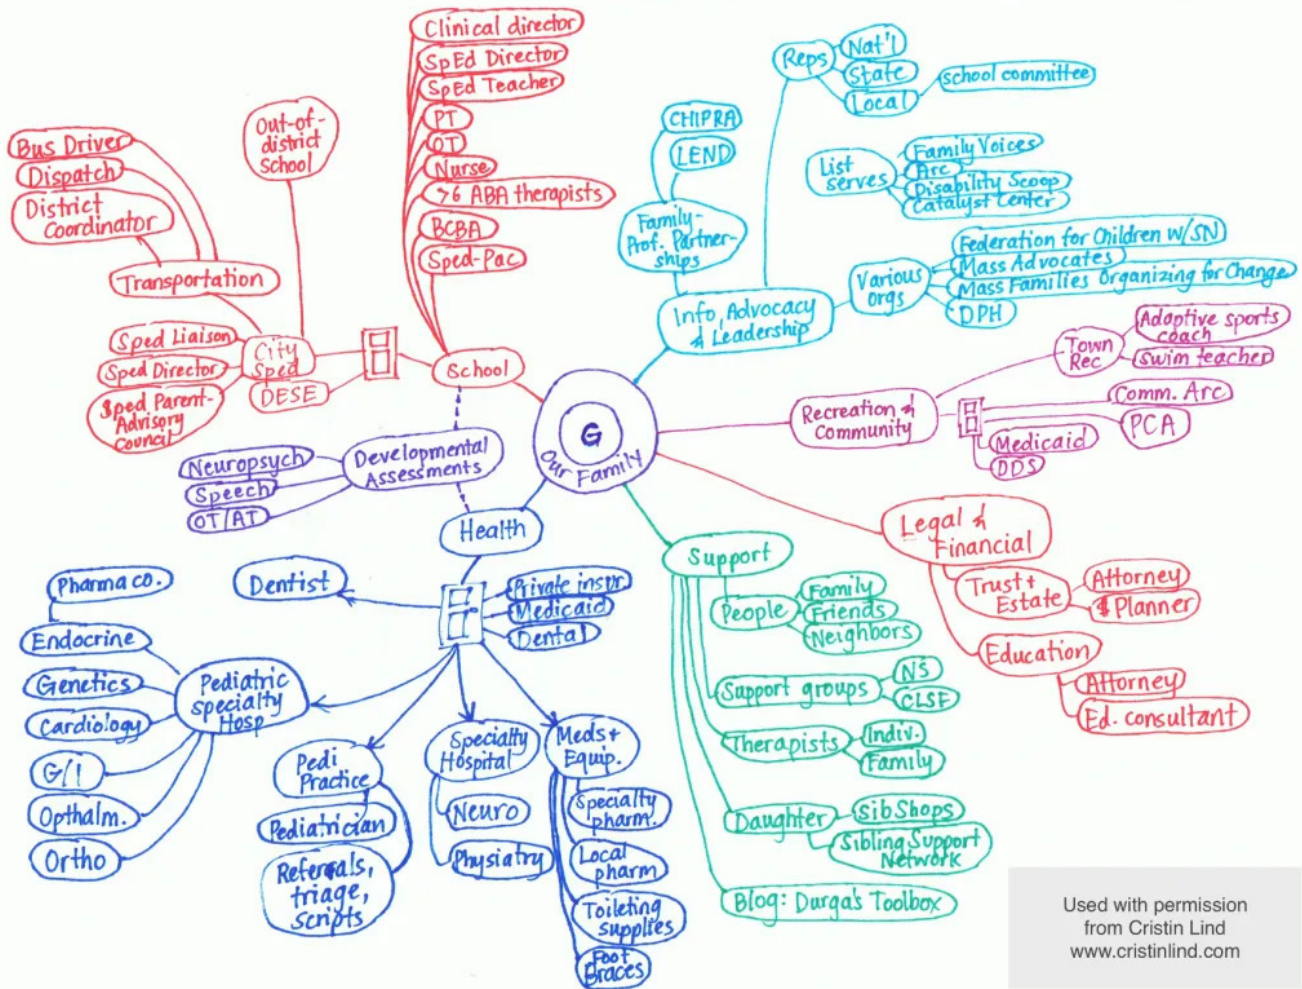 Clinical director
SpEd Director
SpEd Teacher
PT
OT
Nurse
>6 ABA therapists
BCBA
Sped-Pac
School
Out-of-
district
School
Bus Driver
Dispatch
District
Coordinator
Transportation
Sped Liaison
Sped Director
Sped Parent-
Advisory
Council
City
Sped
DESE
Reps
Nat'l
State
Local
school committee
CHIPRA
LEND
Family-
Prof. Partner-
ships
List
serves
Family Voices
Arc
Disability Scoop
Catalyst Center
Various
orgs
Federation for Children w/SN
Mass Advocates
Mass Families Organizing for Change
DPH
Info, Advocacy
& Leadership
Town
Rec
Adaptive sports
coach
swim teacher
Recreation &
Community
Comm. Arc
PCA
Medicaid
DDS
G
Our Family
Developmental
Assessments
Neuropsych
Speech
OT/AT
Health
Dentist
Private insur.
Medicaid
Dental
Pharma co.
Endocrine
Genetics
Cardiology
G/I
Opthalm.
Ortho
Pediatric
specialty
Hosp
Pedi
Practice
Pediatrician
Referrals,
triage,
scripts
Specialty
Hospital
Neuro
Physiatry
Meds +
Equip.
Specialty
pharm.
Local
pharm
Toileting
supplies
Foot
Braces
Support
People
Family
Friends
Neighbors
Support groups
NS
CLSF
Therapists
Indiv.
Family
Daughter
SibShops
Sibling Support
Network
Blog: Durga's Toolbox
Legal &
Financial
Trust +
Estate
Attorney
$ Planner
Education
Attorney
Ed. consultant
Used with permission
from Cristin Lind
www.cristinlind.com